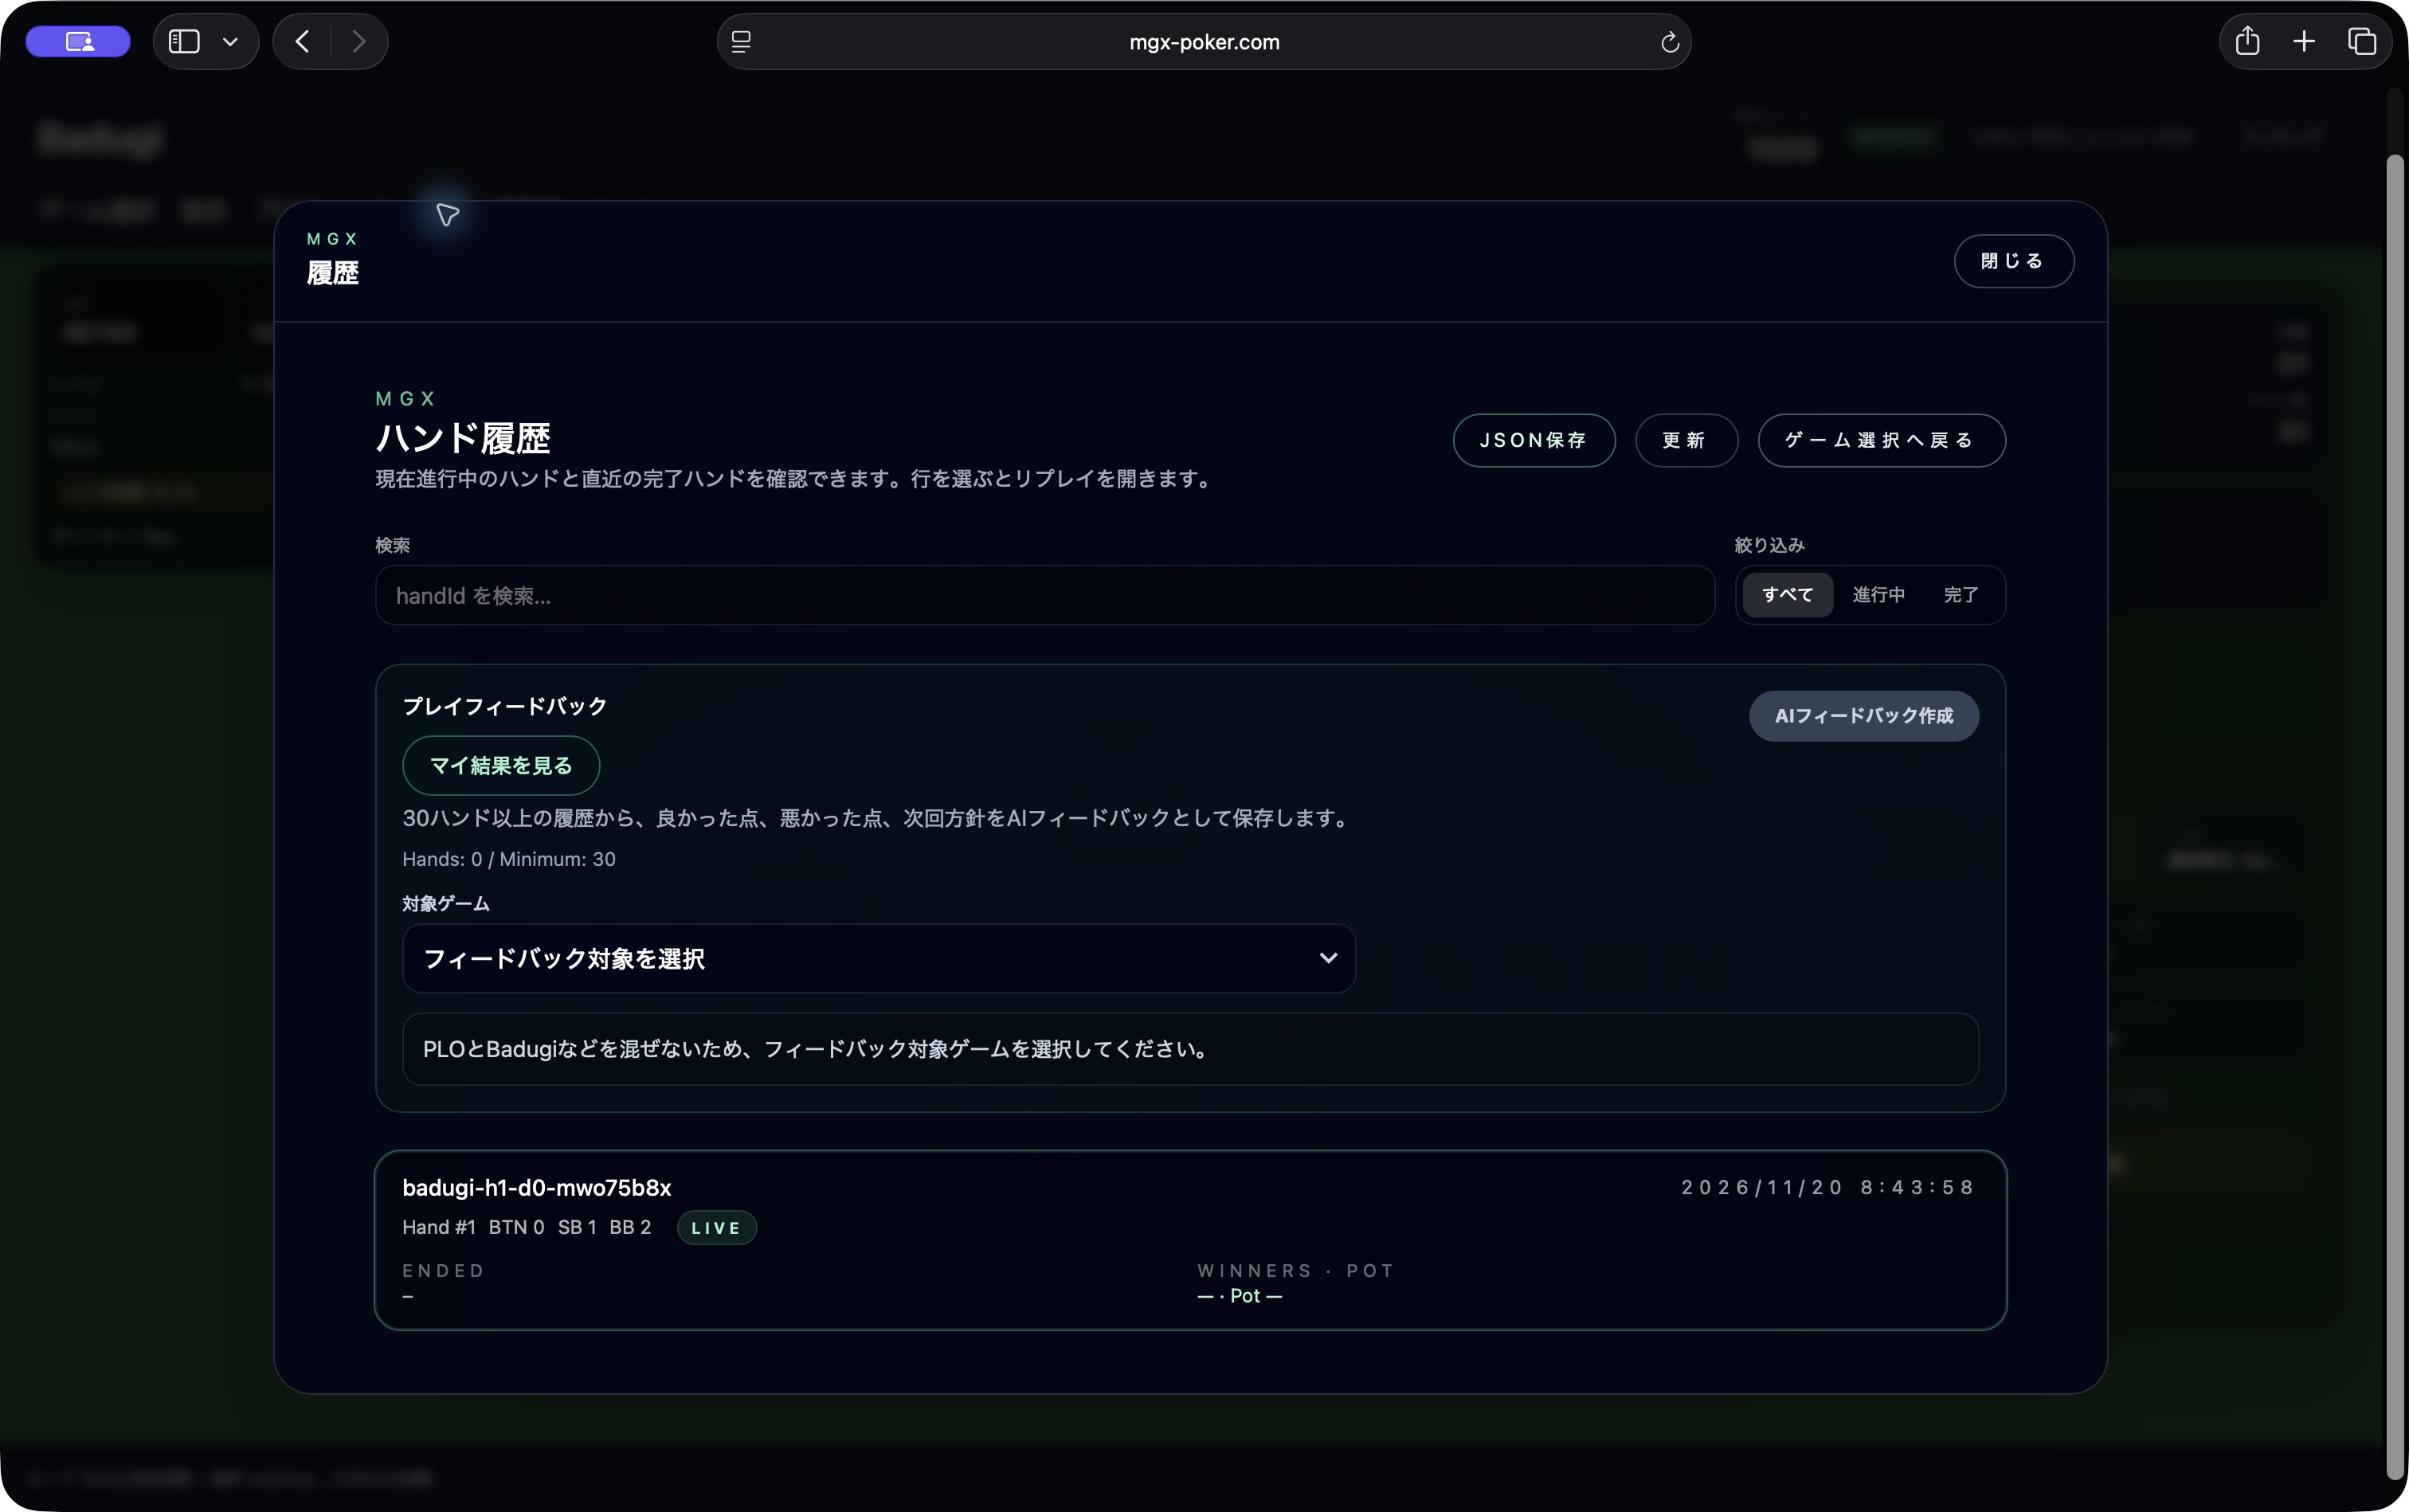 mgx-poker.com
Badugi
MGX
履歴
閉じる
MGX
ハンド履歴
現在進行中のハンドと直近の完了ハンドを確認できます。行を選ぶとリプレイを開きます。
JSON保存
更新
ゲーム選択へ戻る
検索
絞り込み
handId を検索...
すべて
進行中
完了
プレイフィードバック
AIフィードバック作成
マイ結果を見る
30ハンド以上の履歴から、良かった点、悪かった点、次回方針をAIフィードバックとして保存します。
Hands: 0 / Minimum: 30
対象ゲーム
フィードバック対象を選択
PLOとBadugiなどを混ぜないため、フィードバック対象ゲームを選択してください。
badugi-h1-d0-mwo75b8x
2026/11/20 8:43:58
Hand #1 BTN 0 SB 1 BB 2 LIVE
ENDED
–
WINNERS · POT
— · Pot —